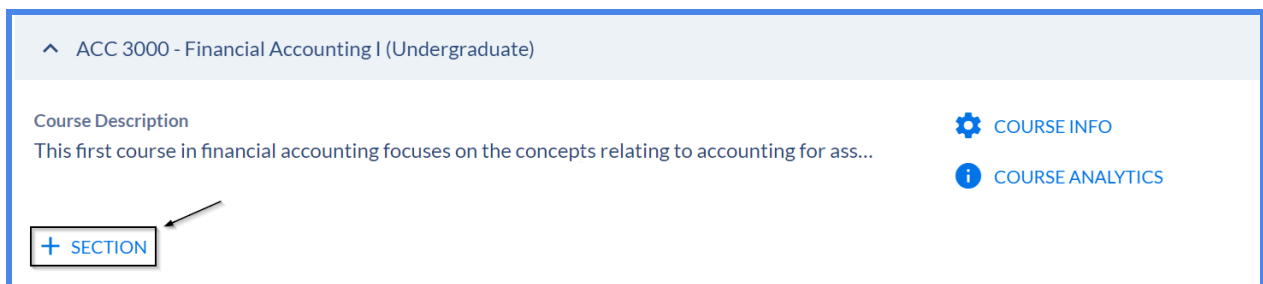 ACC 3000 - Financial Accounting I (Undergraduate)
Course Description
This first course in financial accounting focuses on the concepts relating to accounting for ass...
COURSE INFO
COURSE ANALYTICS
+ SECTION